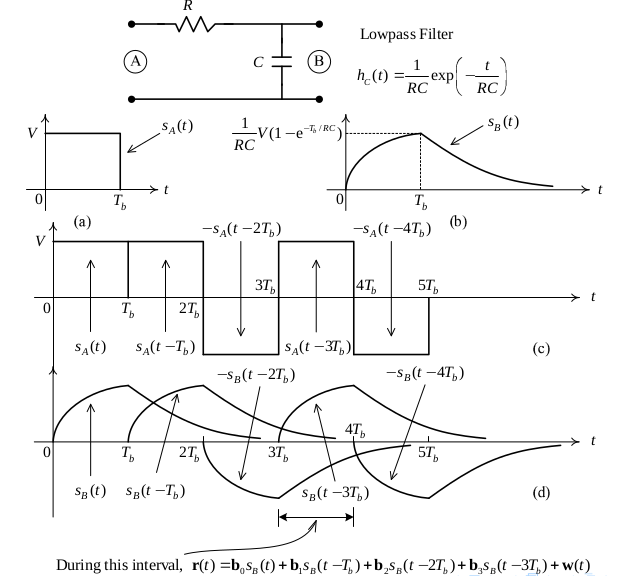 R
Lowpass Filter
A
C
B
h_C(t) = 1/RC exp(−t/RC)
V
s_A(t)
1/RC V(1−e^{−T_b/RC})
s_B(t)
0
T_b
t
0
T_b
t
(a)
(b)
−s_A(t−2T_b)
−s_A(t−4T_b)
V
3T_b
4T_b
5T_b
t
0
T_b
2T_b
s_A(t)
s_A(t−T_b)
s_A(t−3T_b)
(c)
−s_B(t−2T_b)
−s_B(t−4T_b)
4T_b
t
0
T_b
2T_b
3T_b
5T_b
s_B(t)
s_B(t−T_b)
s_B(t−3T_b)
(d)
During this interval, r(t) = b_0 s_B(t) + b_1 s_B(t−T_b) + b_2 s_B(t−2T_b) + b_3 s_B(t−3T_b) + w(t)